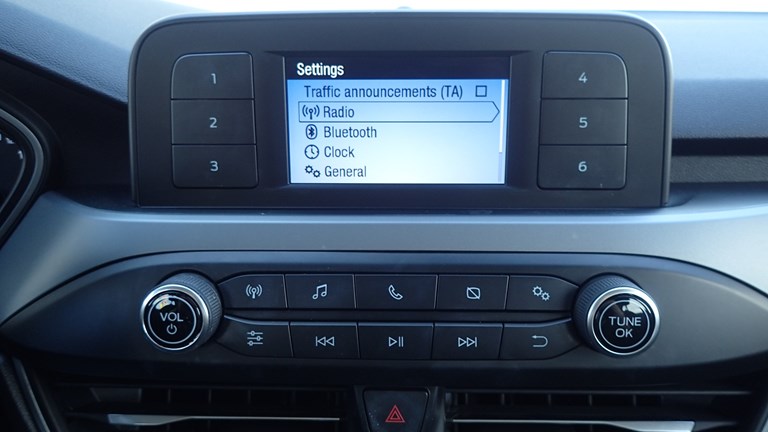 Settings
Traffic announcements (TA)
Radio
Bluetooth
Clock
General
1
2
3
4
5
6
VOL
TUNE
OK